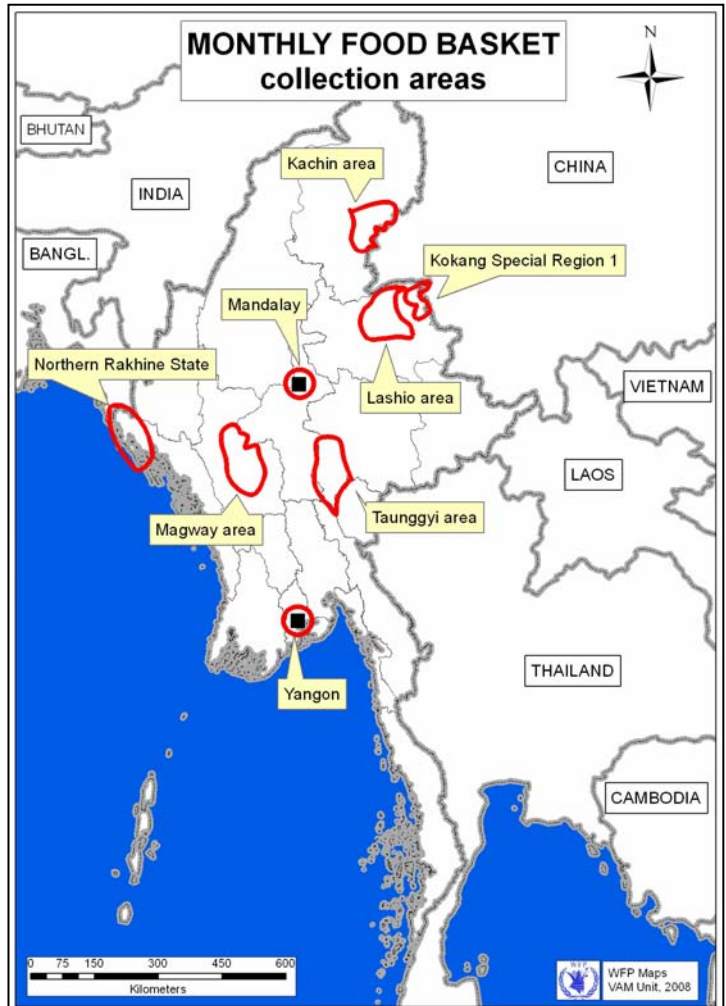 MONTHLY FOOD BASKET
collection areas
N
BHUTAN
INDIA
CHINA
Kachin area
BANGL.
Kokang Special Region 1
Mandalay
Northern Rakhine State
Lashio area
VIETNAM
LAOS
Magway area
Taunggyi area
THAILAND
Yangon
CAMBODIA
0 75 150 300 450 600
Kilometers
WFP
WFP Maps
VAM Unit, 2008